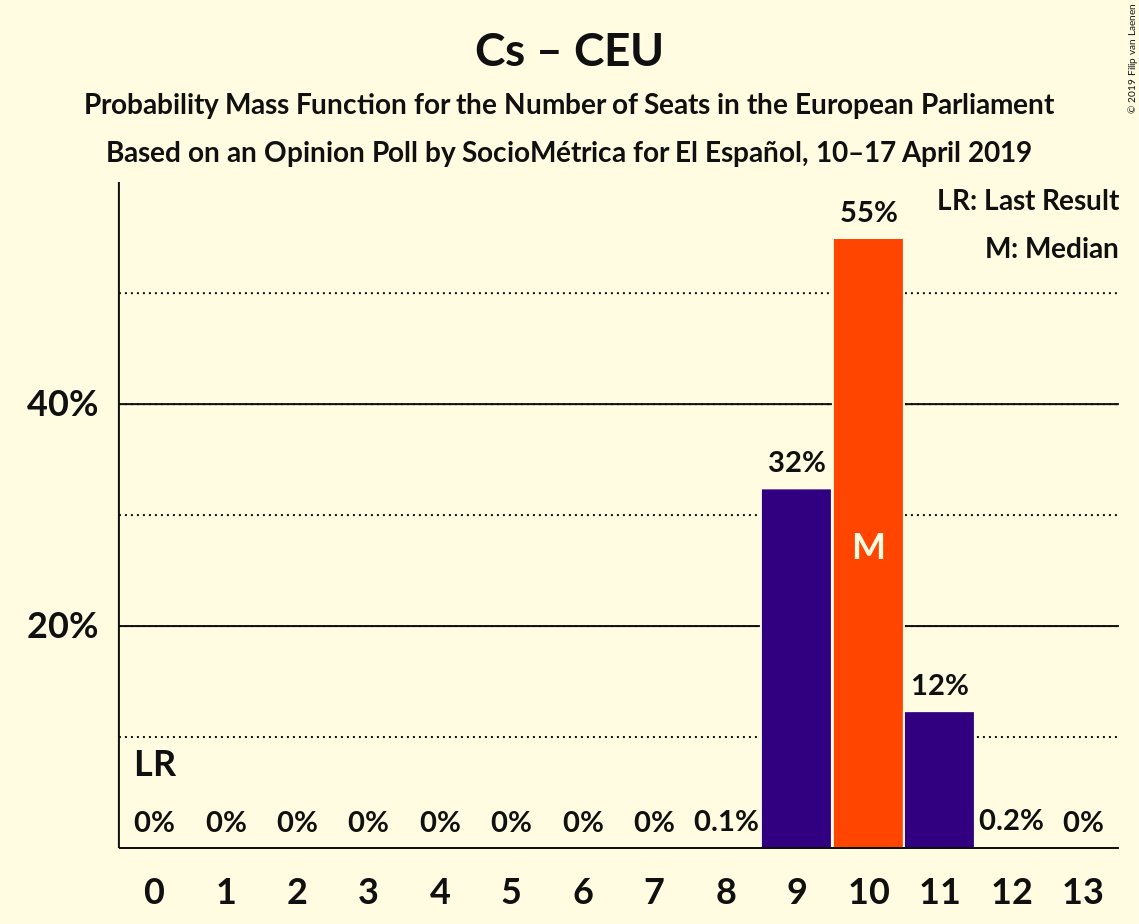 Cs – CEU
Probability Mass Function for the Number of Seats in the European Parliament
Based on an Opinion Poll by SocioMétrica for El Español, 10–17 April 2019
© 2019 Filip van Laenen
LR: Last Result
M: Median
55%
40%
32%
M
20%
12%
LR
0% 0% 0% 0% 0% 0% 0% 0% 0.1% 0.2% 0%
0 1 2 3 4 5 6 7 8 9 10 11 12 13